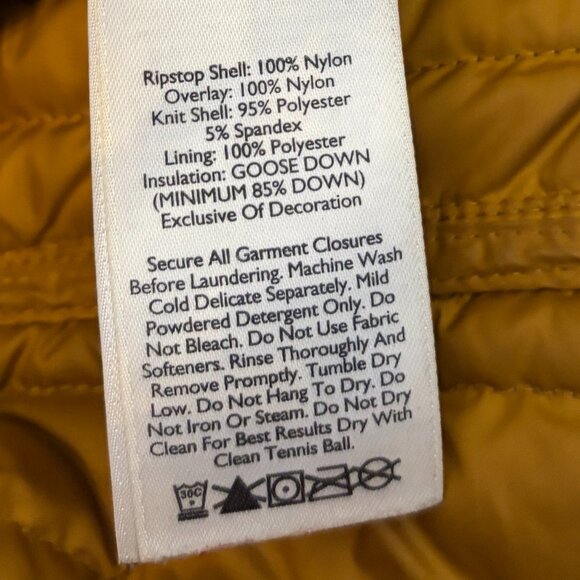 Ripstop Shell: 100% Nylon
Overlay: 100% Nylon
Knit Shell: 95% Polyester
5% Spandex
Lining: 100% Polyester
Insulation: GOOSE DOWN
(MINIMUM 85% DOWN)
Exclusive Of Decoration
Secure All Garment Closures
Before Laundering. Machine Wash
Cold Delicate Separately. Mild
Powdered Detergent Only. Do
Not Bleach. Do Not Use Fabric
Softeners. Rinse Thoroughly And
Remove Promptly. Tumble Dry
Low. Do Not Hang To Dry. Do
Not Iron Or Steam. Do Not Dry
Clean For Best Results Dry With
Clean Tennis Ball.
30C